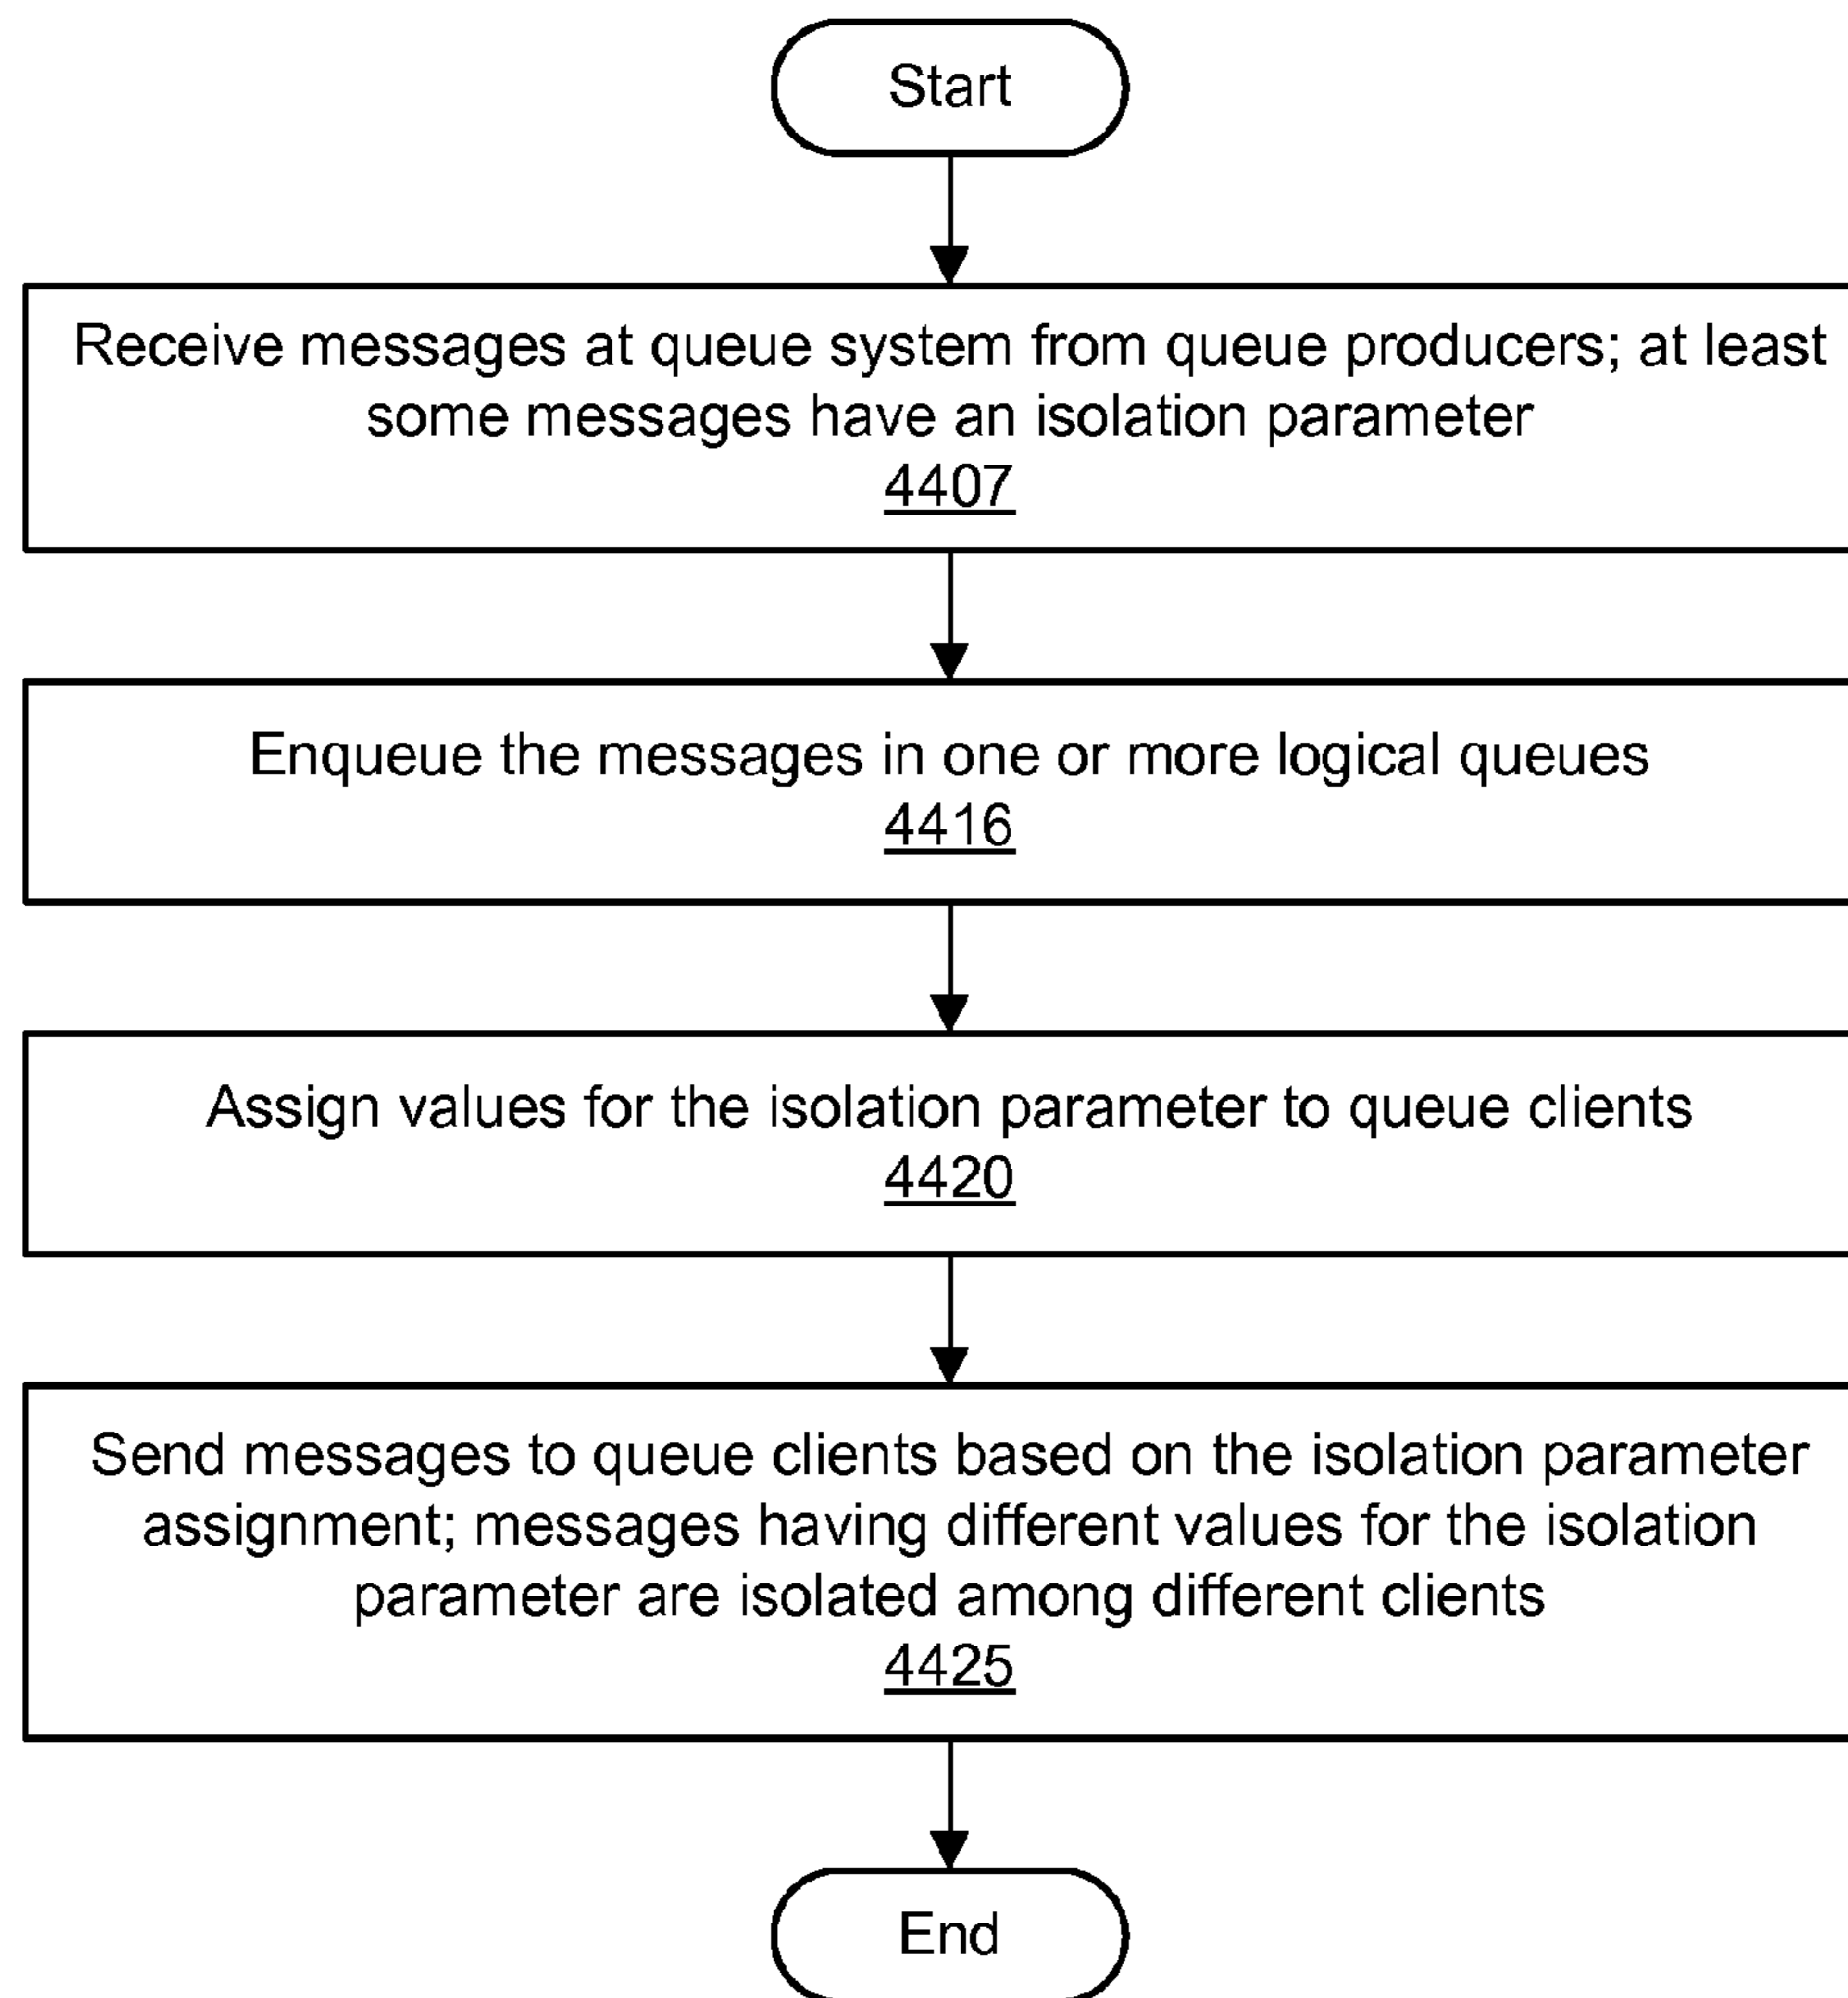 Start
Receive messages at queue system from queue producers; at least
some messages have an isolation parameter
4407
Enqueue the messages in one or more logical queues
4416
Assign values for the isolation parameter to queue clients
4420
Send messages to queue clients based on the isolation parameter
assignment; messages having different values for the isolation
parameter are isolated among different clients
4425
End